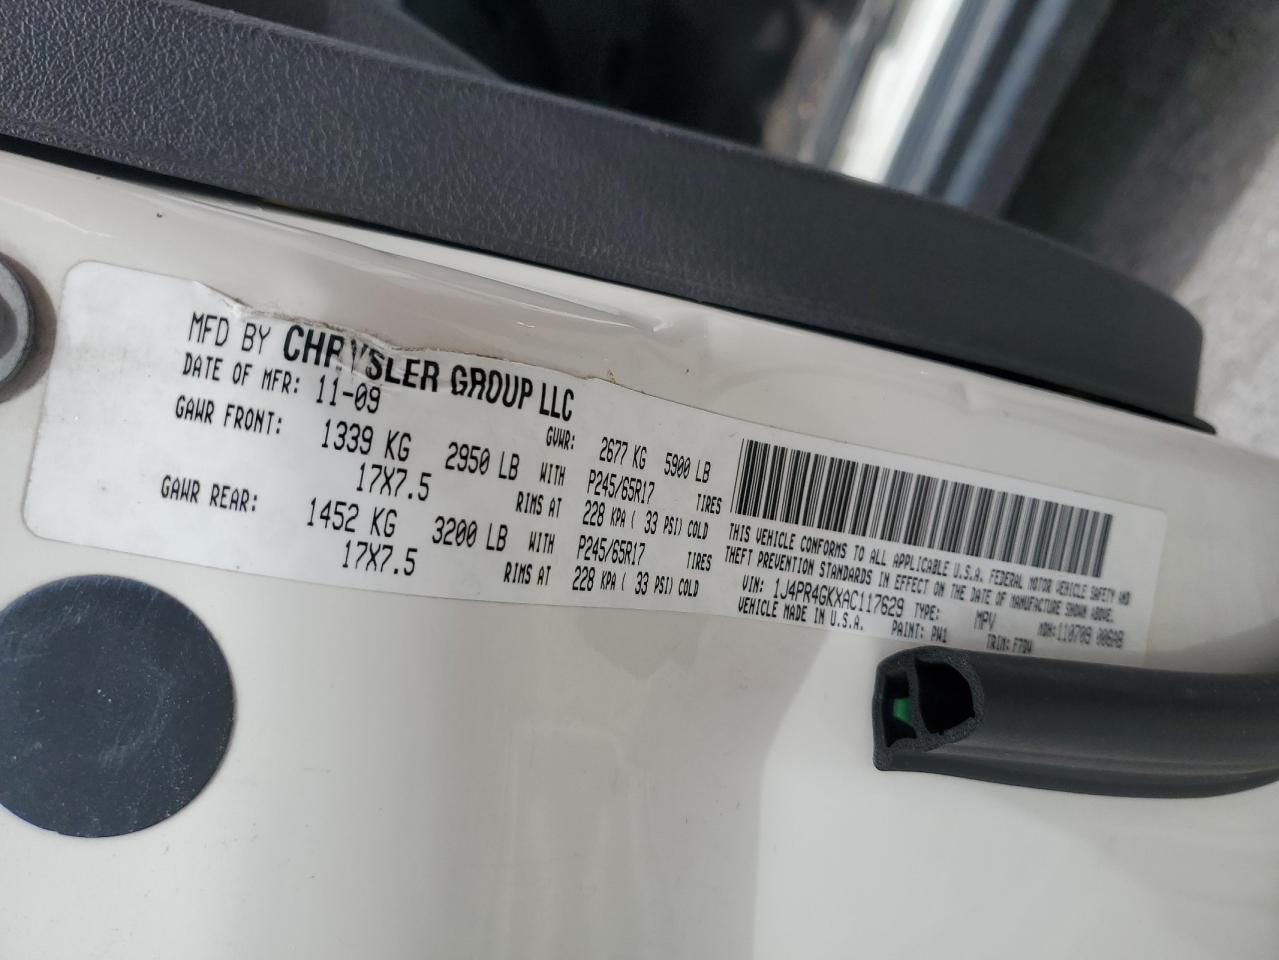 MFD BY CHRYSLER GROUP LLC
DATE OF MFR: 11-09 GVWR: 2677 KG 5900 LB
GAWR FRONT: 1339 KG 2950 LB WITH P245/65R17 TIRES
17X7.5 RIMS AT 228 KPA ( 33 PSI) COLD
GAWR REAR: 1452 KG 3200 LB WITH P245/65R17 TIRES
17X7.5 RIMS AT 228 KPA ( 33 PSI) COLD
THIS VEHICLE CONFORMS TO ALL APPLICABLE U.S.A. FEDERAL MOTOR VEHICLE SAFETY AND
THEFT PREVENTION STANDARDS IN EFFECT ON THE DATE OF MANUFACTURE SHOWN ABOVE.
VIN: 1J4PR4GKXAC117629 TYPE: MPV MDH: 110709 006AB
VEHICLE MADE IN U.S.A. PAINT: PW1 TRIM: